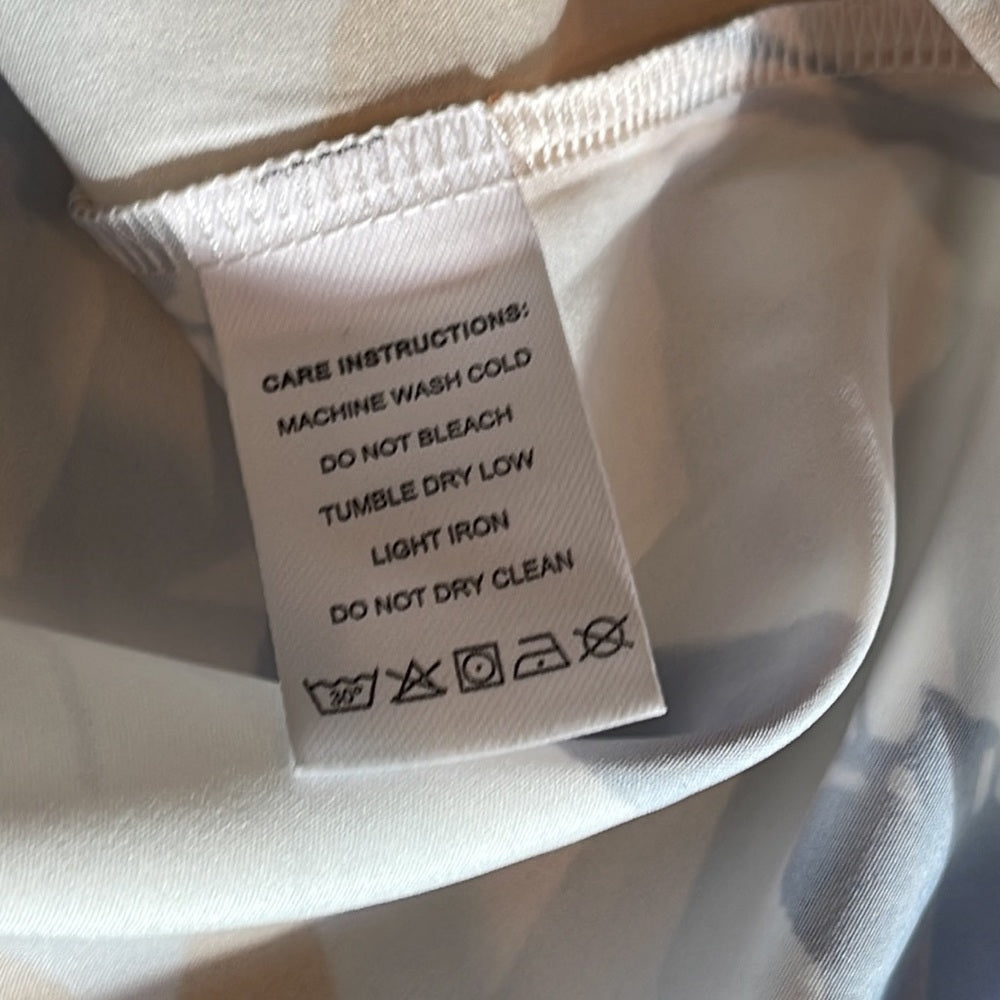 CARE INSTRUCTIONS:
MACHINE WASH COLD
DO NOT BLEACH
TUMBLE DRY LOW
LIGHT IRON
DO NOT DRY CLEAN
30°